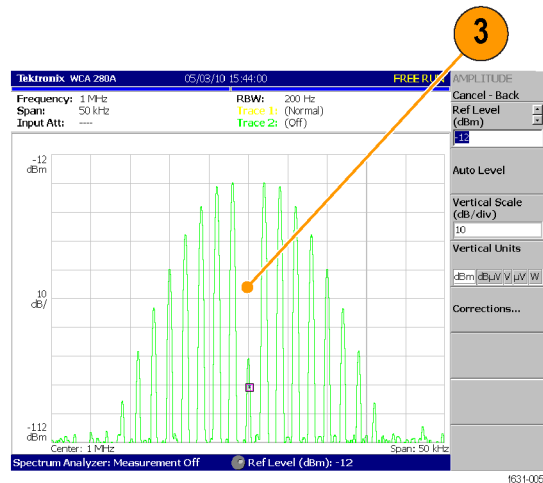 3
Tektronix WCA 280A 05/03/10 15:44:00 FREE RUN
AMPLITUDE
Cancel - Back
Frequency: 1 MHz
Span: 50 kHz
Input Att: ----
RBW: 200 Hz
Trace 1: (Normal)
Trace 2: (Off)
Ref Level
(dBm)
-12
Auto Level
Vertical Scale
(dB/div)
10
Vertical Units
dBm dBµV V µV W
Corrections...
-12
dBm
10
dB/
-112
dBm
Center: 1 MHz Span: 50 kHz
Spectrum Analyzer: Measurement Off Ref Level (dBm): -12
1631-005